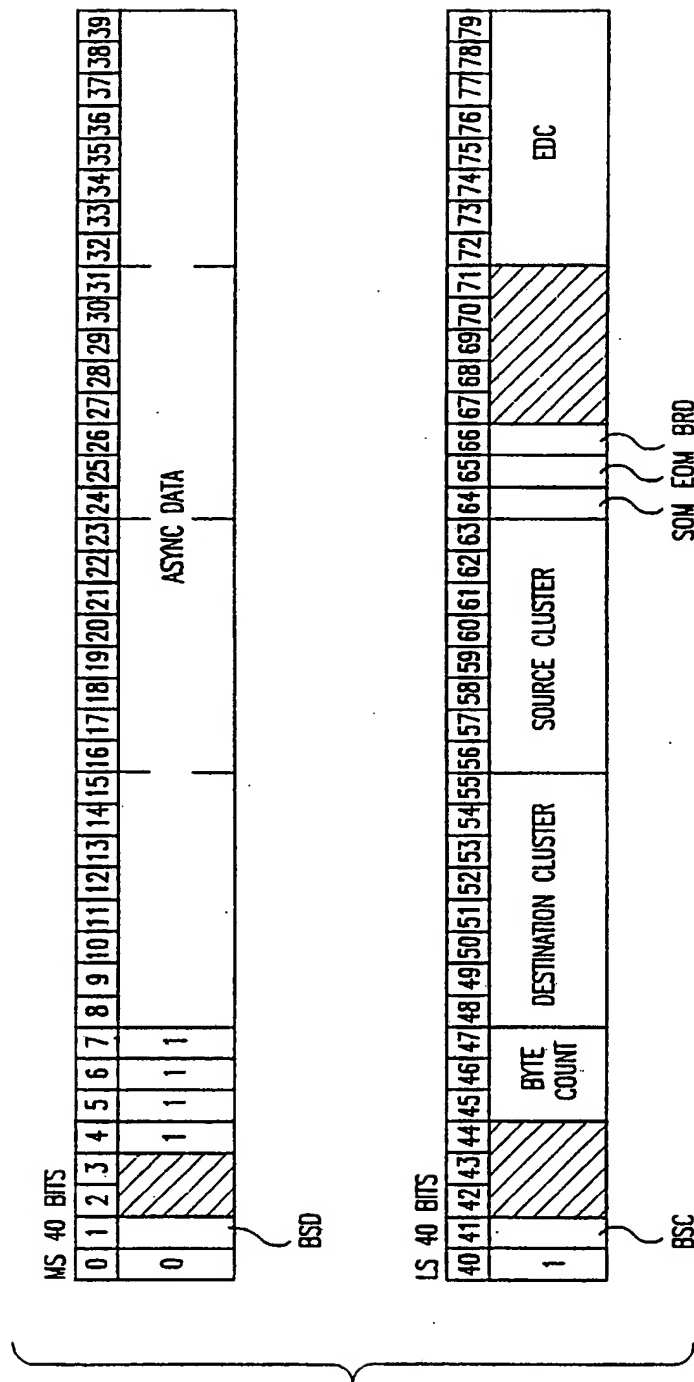 MS 40 BITS
0 1 2 3 4 5 6 7 8 9 10 11 12 13 14 15 16 17 18 19 20 21 22 23 24 25 26 27 28 29 30 31 32 33 34 35 36 37 38 39
0 1 1 1 1 ASYNC DATA
BSD
LS 40 BITS
40 41 42 43 44 45 46 47 48 49 50 51 52 53 54 55 56 57 58 59 60 61 62 63 64 65 66 67 68 69 70 71 72 73 74 75 76 77 78 79
1 BYTE COUNT DESTINATION CLUSTER SOURCE CLUSTER EDC
BSC SOM EOM BRD